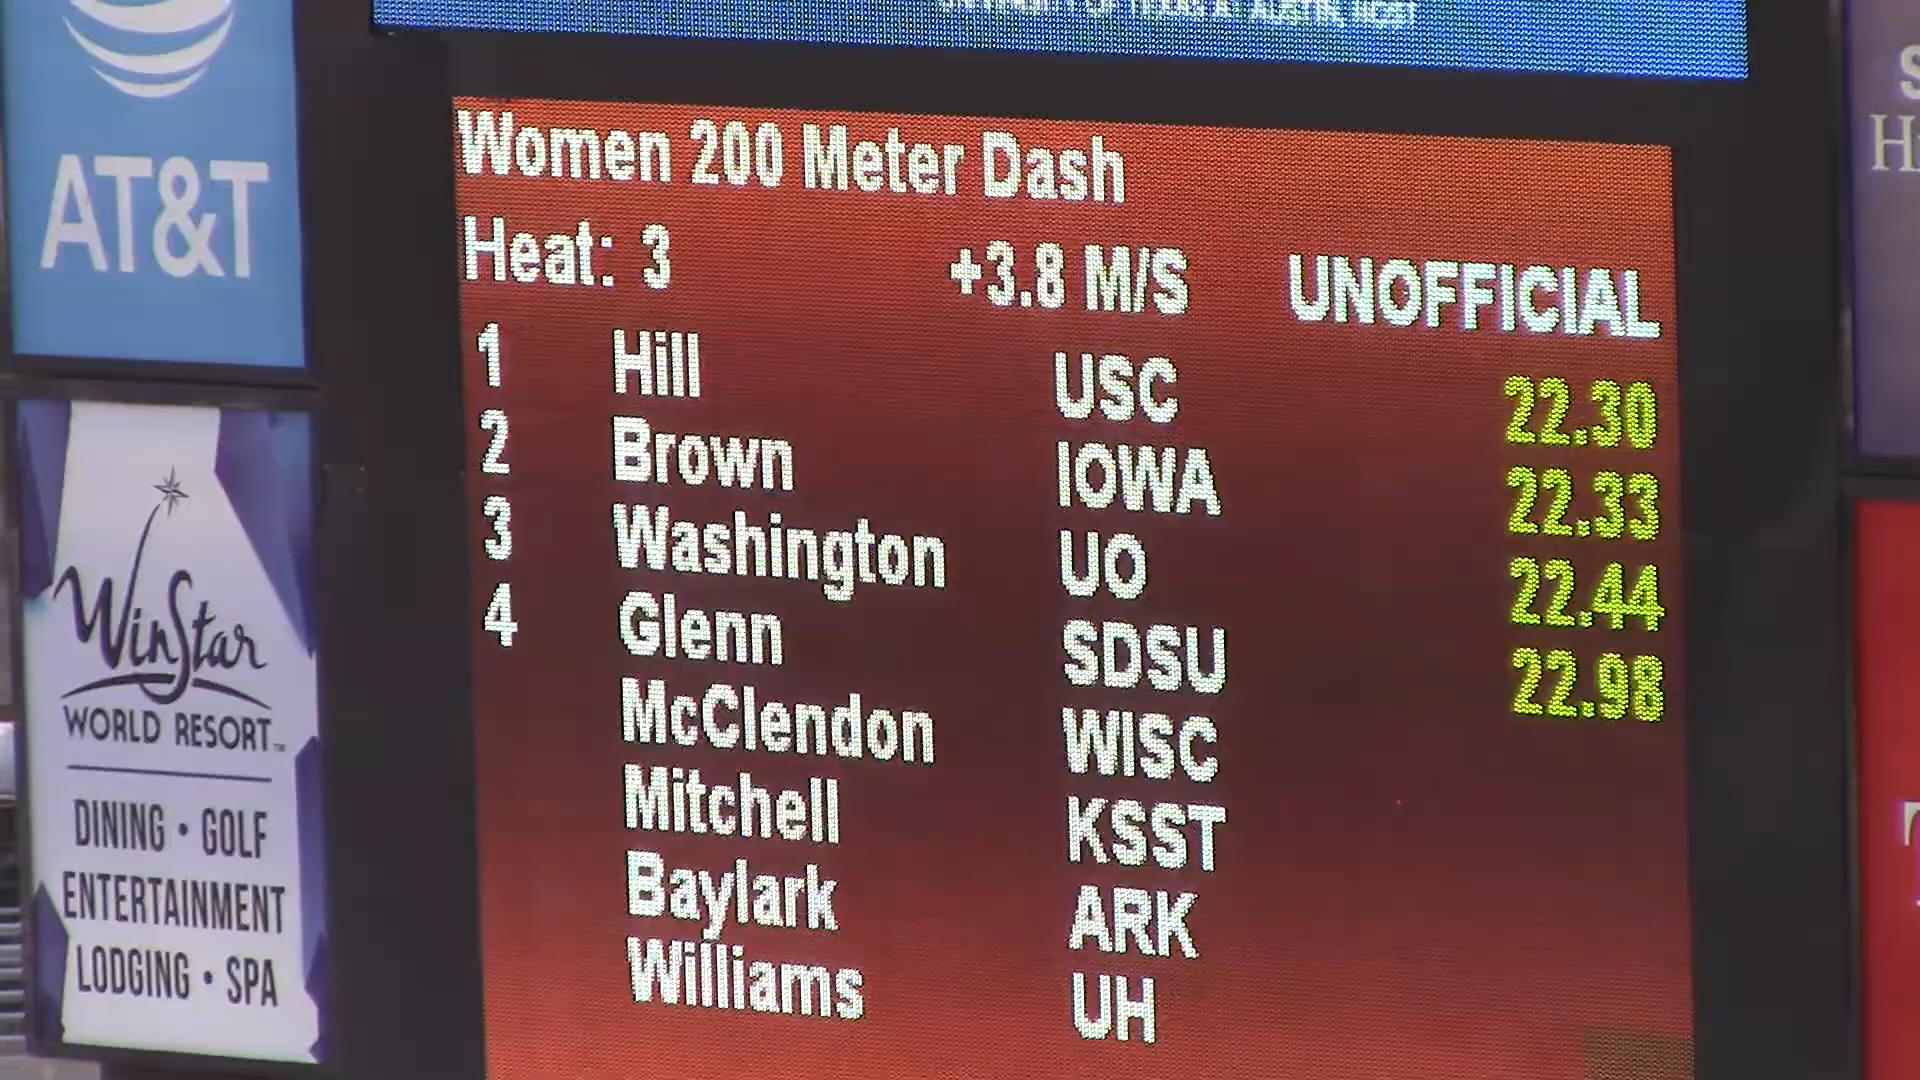 AT&T
Women 200 Meter Dash
Heat: 3 +3.8 M/S UNOFFICIAL
1 Hill USC 22.30
2 Brown IOWA 22.33
3 Washington UO 22.44
4 Glenn SDSU 22.98
McClendon WISC
Mitchell KSST
Baylark ARK
Williams UH
WinStar
WORLD RESORT™
DINING • GOLF
ENTERTAINMENT
LODGING • SPA